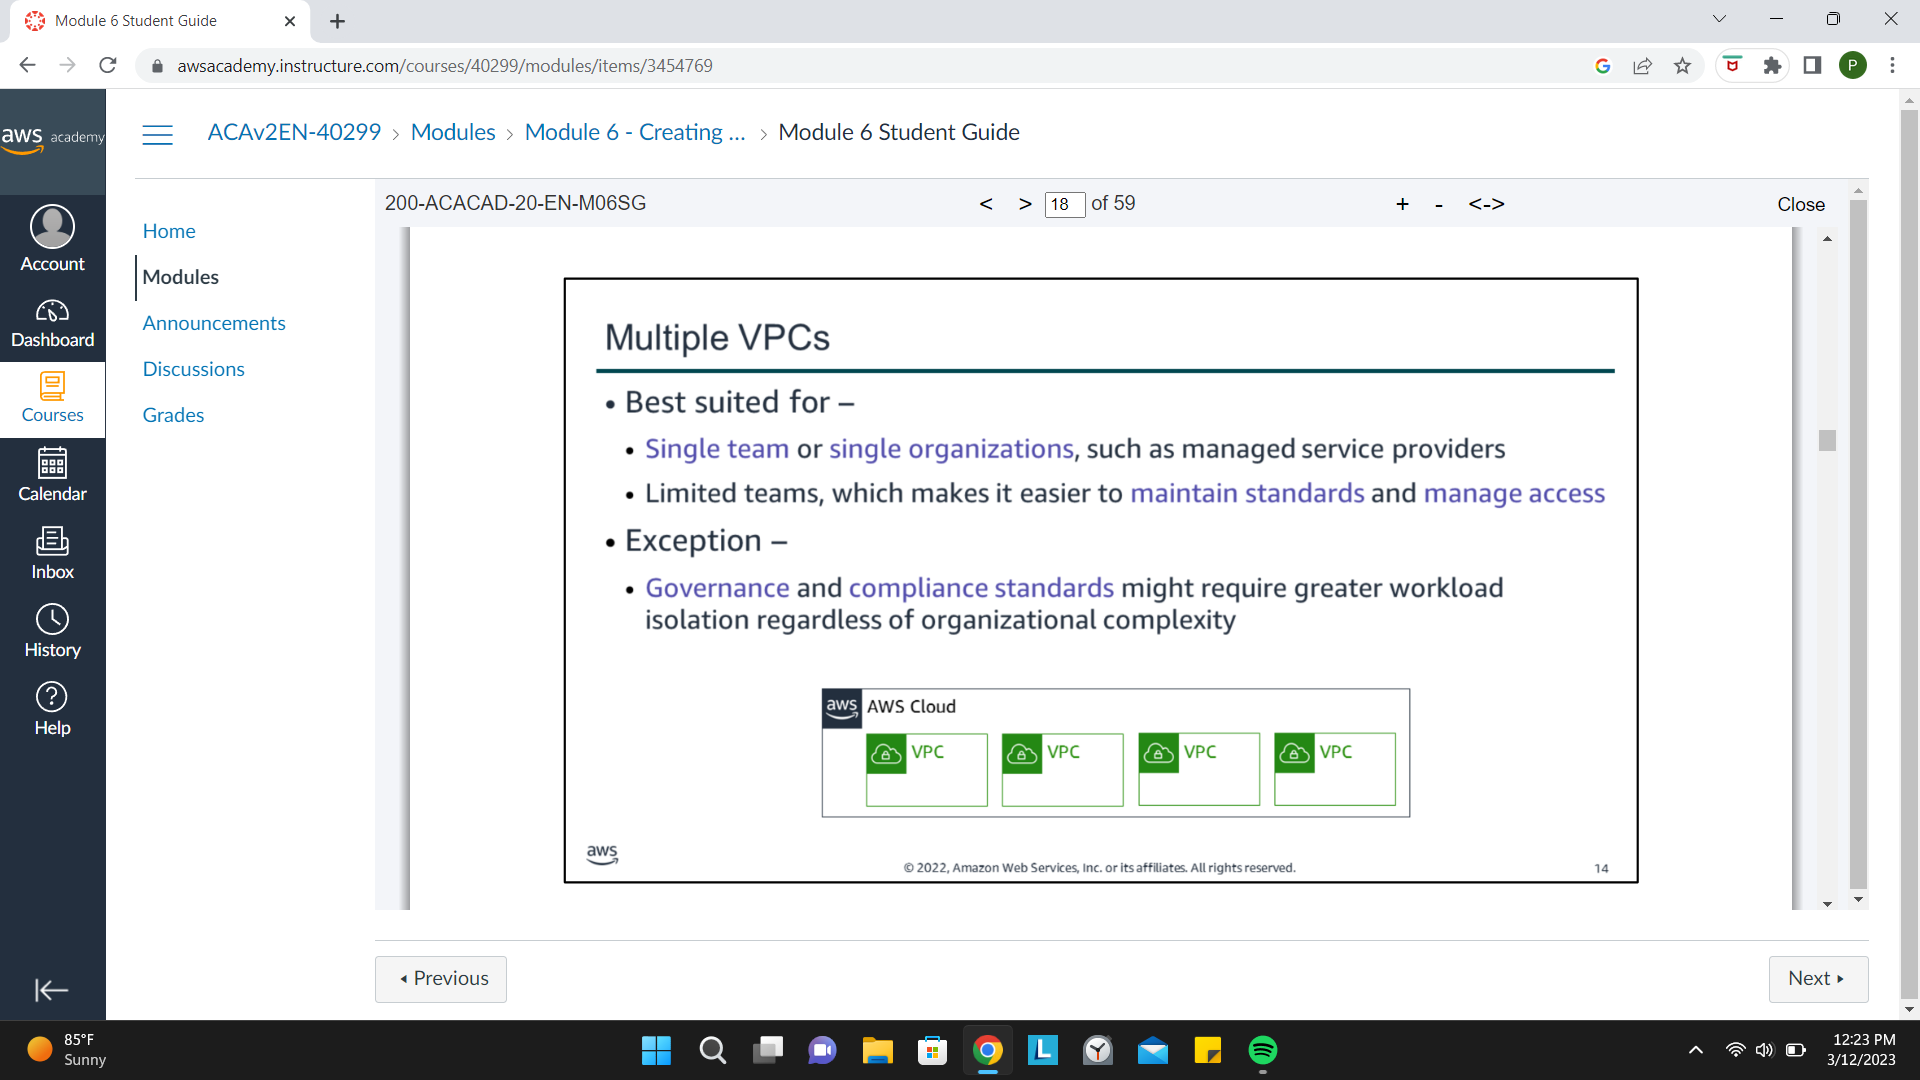 Module 6 Student Guide
awsacademy.instructure.com/courses/40299/modules/items/3454769
P
aws academy
ACAv2EN-40299 > Modules > Module 6 - Creating ... > Module 6 Student Guide
200-ACACAD-20-EN-M06SG < > 18 of 59 + - <-> Close
Account
Dashboard
Courses
Calendar
Inbox
History
Help
Home
Modules
Announcements
Discussions
Grades
Multiple VPCs
• Best suited for –
• Single team or single organizations, such as managed service providers
• Limited teams, which makes it easier to maintain standards and manage access
• Exception –
• Governance and compliance standards might require greater workload
isolation regardless of organizational complexity
aws AWS Cloud
VPC VPC VPC VPC
aws
© 2022, Amazon Web Services, Inc. or its affiliates. All rights reserved.
14
Previous
Next
85°F
Sunny
L
12:23 PM
3/12/2023